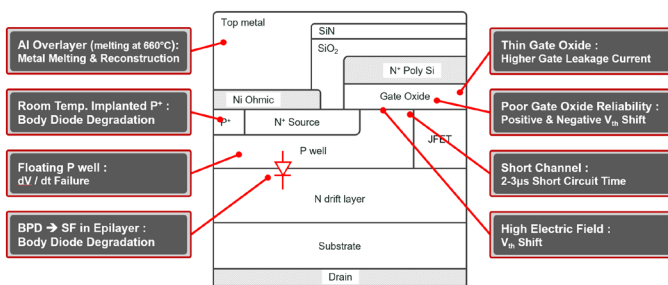 Al Overlayer (melting at 660°C):
Metal Melting & Reconstruction
Room Temp. Implanted P⁺ :
Body Diode Degradation
Floating P well :
dV / dt Failure
BPD → SF in Epilayer :
Body Diode Degradation
Top metal
SiN
SiO₂
N⁺ Poly Si
Gate Oxide
Ni Ohmic
P⁺
N⁺ Source
P well
JFET
N drift layer
Substrate
Drain
Thin Gate Oxide :
Higher Gate Leakage Current
Poor Gate Oxide Reliability :
Positive & Negative Vth Shift
Short Channel :
2-3μs Short Circuit Time
High Electric Field :
Vth Shift